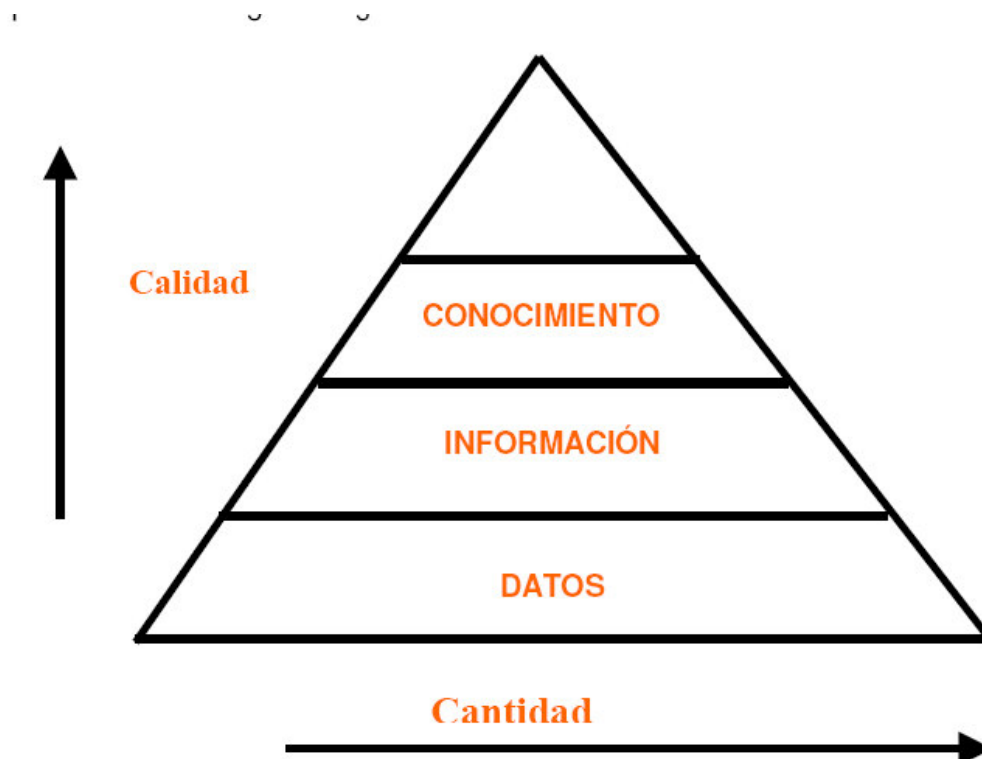 Calidad
CONOCIMIENTO
INFORMACIÓN
DATOS
Cantidad